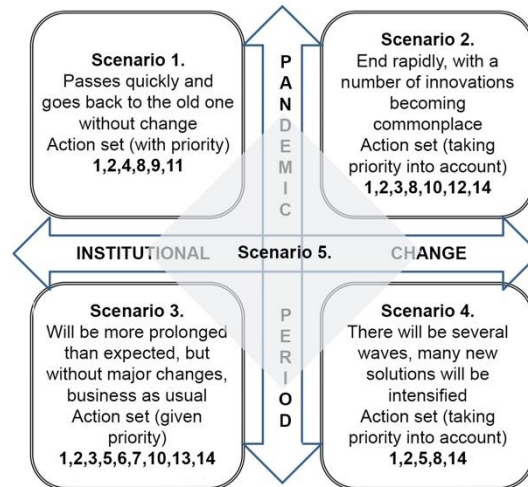 Scenario 1.
Passes quickly and
goes back to the old one
without change
Action set (with priority)
1,2,4,8,9,11
Scenario 2.
End rapidly, with a
number of innovations
becoming
commonplace
Action set (taking
priority into account)
1,2,3,8,10,12,14
PANDEMIC
INSTITUTIONAL
Scenario 5.
CHANGE
PERIOD
Scenario 3.
Will be more prolonged
than expected, but
without major changes,
business as usual
Action set (given
priority)
1,2,3,5,6,7,10,13,14
Scenario 4.
There will be several
waves, many new
solutions will be
intensified
Action set (taking
priority into account)
1,2,5,8,14